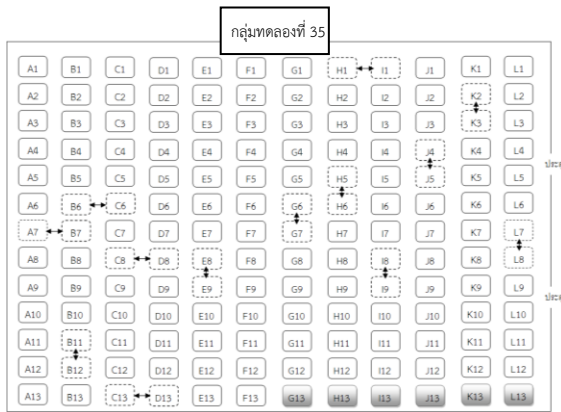 กลุ่มทดลองที่ 35
A1 B1 C1 D1 E1 F1 G1 H1 I1 J1 K1 L1
A2 B2 C2 D2 E2 F2 G2 H2 I2 J2 K2 L2
A3 B3 C3 D3 E3 F3 G3 H3 I3 J3 K3 L3
A4 B4 C4 D4 E4 F4 G4 H4 I4 J4 K4 L4
A5 B5 C5 D5 E5 F5 G5 H5 I5 J5 K5 L5
A6 B6 C6 D6 E6 F6 G6 H6 I6 J6 K6 L6
A7 B7 C7 D7 E7 F7 G7 H7 I7 J7 K7 L7
A8 B8 C8 D8 E8 F8 G8 H8 I8 J8 K8 L8
A9 B9 C9 D9 E9 F9 G9 H9 I9 J9 K9 L9
A10 B10 C10 D10 E10 F10 G10 H10 I10 J10 K10 L10
A11 B11 C11 D11 E11 F11 G11 H11 I11 J11 K11 L11
A12 B12 C12 D12 E12 F12 G12 H12 I12 J12 K12 L12
A13 B13 C13 D13 E13 F13 G13 H13 I13 J13 K13 L13